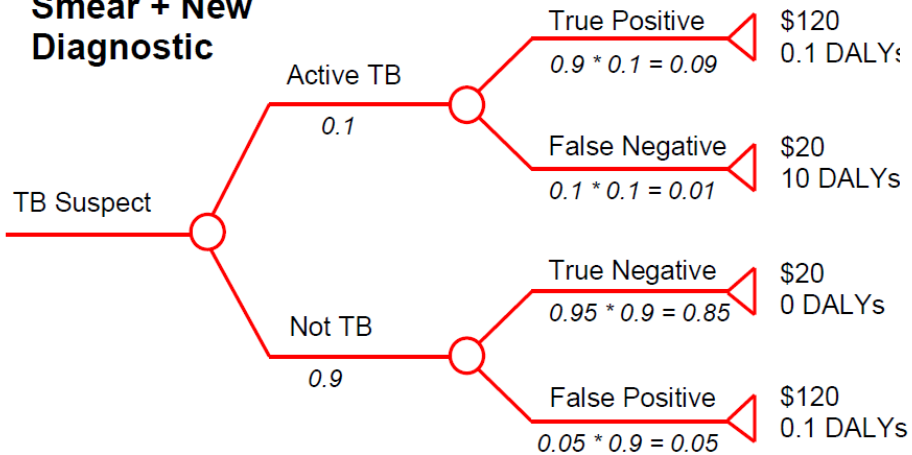 Smear + New
Diagnostic
TB Suspect
Active TB
0.1
Not TB
0.9
True Positive
0.9 * 0.1 = 0.09
$120
0.1 DALYs
False Negative
0.1 * 0.1 = 0.01
$20
10 DALYs
True Negative
0.95 * 0.9 = 0.85
$20
0 DALYs
False Positive
0.05 * 0.9 = 0.05
$120
0.1 DALYs